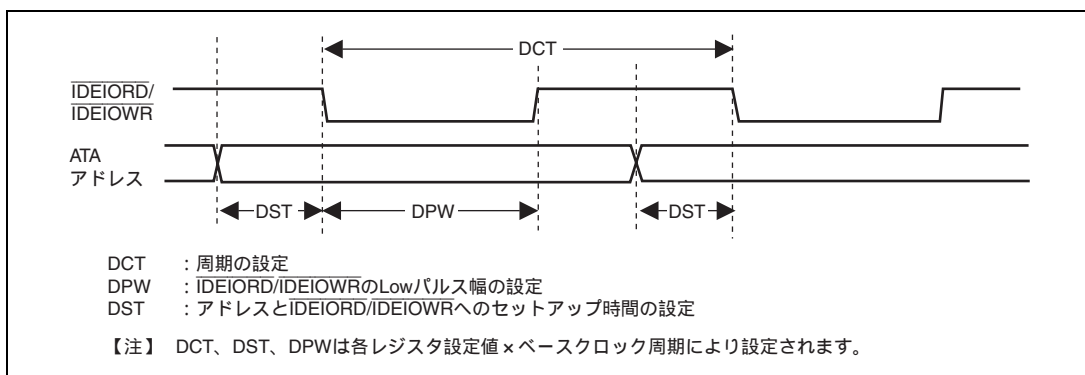 DCT
IDEIORD/
IDEIOWR
ATA
アドレス
DST
DPW
DST
DCT :周期の設定
DPW :IDEIORD/IDEIOWRのLowパルス幅の設定
DST :アドレスとIDEIORD/IDEIOWRへのセットアップ時間の設定
【注】 DCT、DST、DPWは各レジスタ設定値×ベースクロック周期により設定されます。